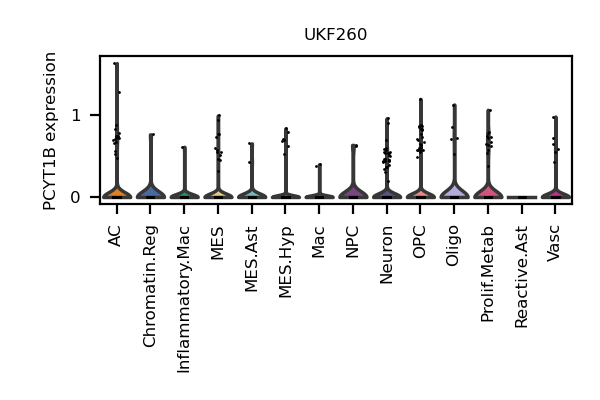 UKF260
PCYT1B expression
1
0
AC
Chromatin.Reg
Inflammatory.Mac
MES
MES.Ast
MES.Hyp
Mac
NPC
Neuron
OPC
Oligo
Prolif.Metab
Reactive.Ast
Vasc